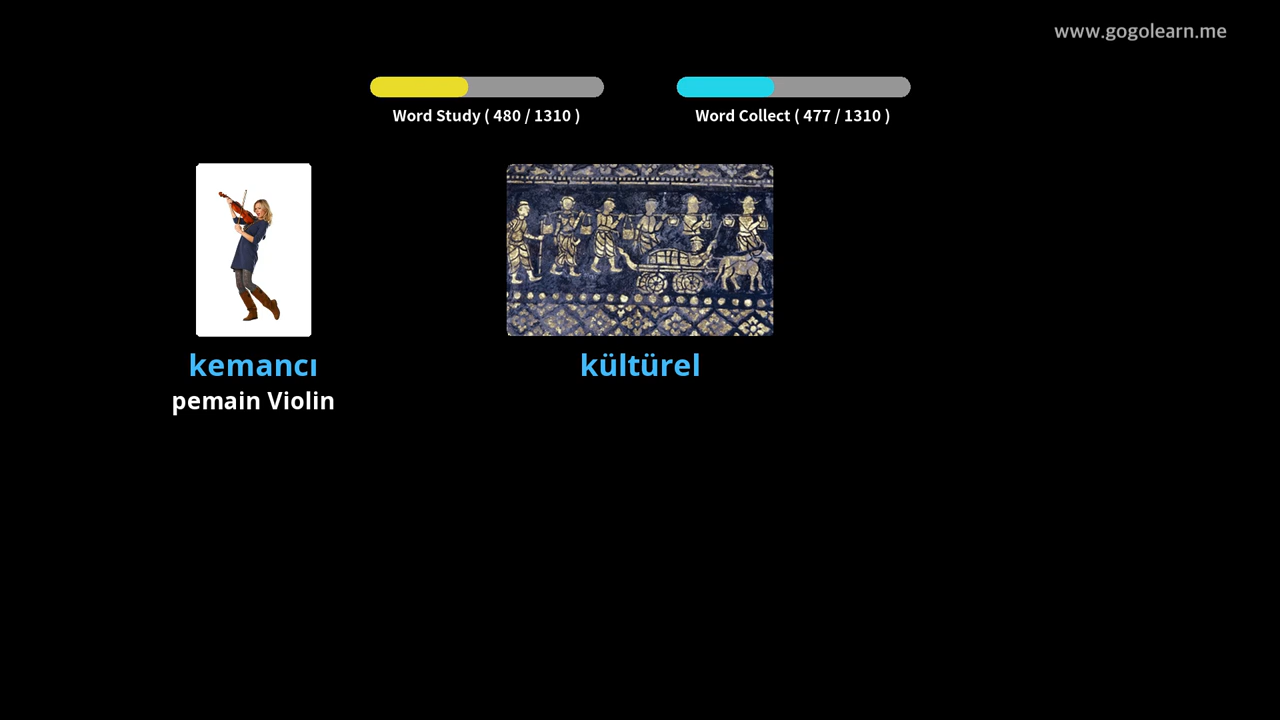 www.gogolearn.me
Word Study ( 480 / 1310 )
Word Collect ( 477 / 1310 )
kemancı
pemain Violin
kültürel